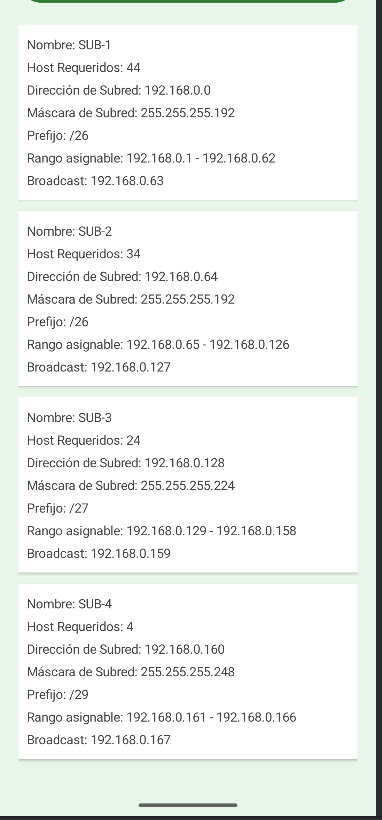 Nombre: SUB-1
Host Requeridos: 44
Dirección de Subred: 192.168.0.0
Máscara de Subred: 255.255.255.192
Prefijo: /26
Rango asignable: 192.168.0.1 - 192.168.0.62
Broadcast: 192.168.0.63
Nombre: SUB-2
Host Requeridos: 34
Dirección de Subred: 192.168.0.64
Máscara de Subred: 255.255.255.192
Prefijo: /26
Rango asignable: 192.168.0.65 - 192.168.0.126
Broadcast: 192.168.0.127
Nombre: SUB-3
Host Requeridos: 24
Dirección de Subred: 192.168.0.128
Máscara de Subred: 255.255.255.224
Prefijo: /27
Rango asignable: 192.168.0.129 - 192.168.0.158
Broadcast: 192.168.0.159
Nombre: SUB-4
Host Requeridos: 4
Dirección de Subred: 192.168.0.160
Máscara de Subred: 255.255.255.248
Prefijo: /29
Rango asignable: 192.168.0.161 - 192.168.0.166
Broadcast: 192.168.0.167